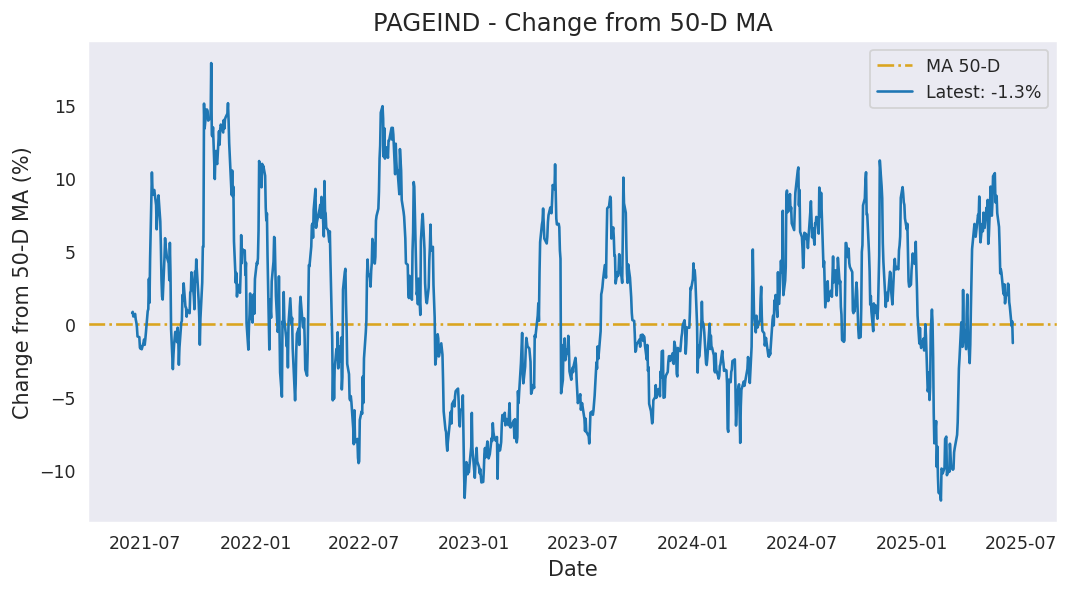 PAGEIND - Change from 50-D MA
MA 50-D
Latest: -1.3%
Change from 50-D MA (%)
15
10
5
0
−5
−10
2021-07 2022-01 2022-07 2023-01 2023-07 2024-01 2024-07 2025-01 2025-07
Date